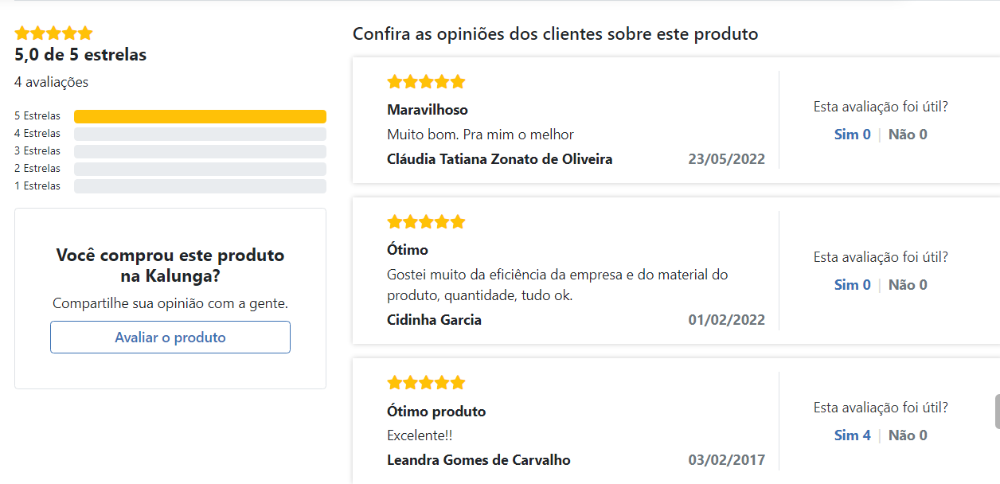 5,0 de 5 estrelas
4 avaliações
5 Estrelas
4 Estrelas
3 Estrelas
2 Estrelas
1 Estrelas
Você comprou este produto
na Kalunga?
Compartilhe sua opinião com a gente.
Avaliar o produto
Confira as opiniões dos clientes sobre este produto
Maravilhoso
Muito bom. Pra mim o melhor
Cláudia Tatiana Zonato de Oliveira 23/05/2022
Esta avaliação foi útil?
Sim 0 | Não 0
Ótimo
Gostei muito da eficiência da empresa e do material do
produto, quantidade, tudo ok.
Cidinha Garcia 01/02/2022
Esta avaliação foi útil?
Sim 0 | Não 0
Ótimo produto
Excelente!!
Leandra Gomes de Carvalho 03/02/2017
Esta avaliação foi útil?
Sim 4 | Não 0